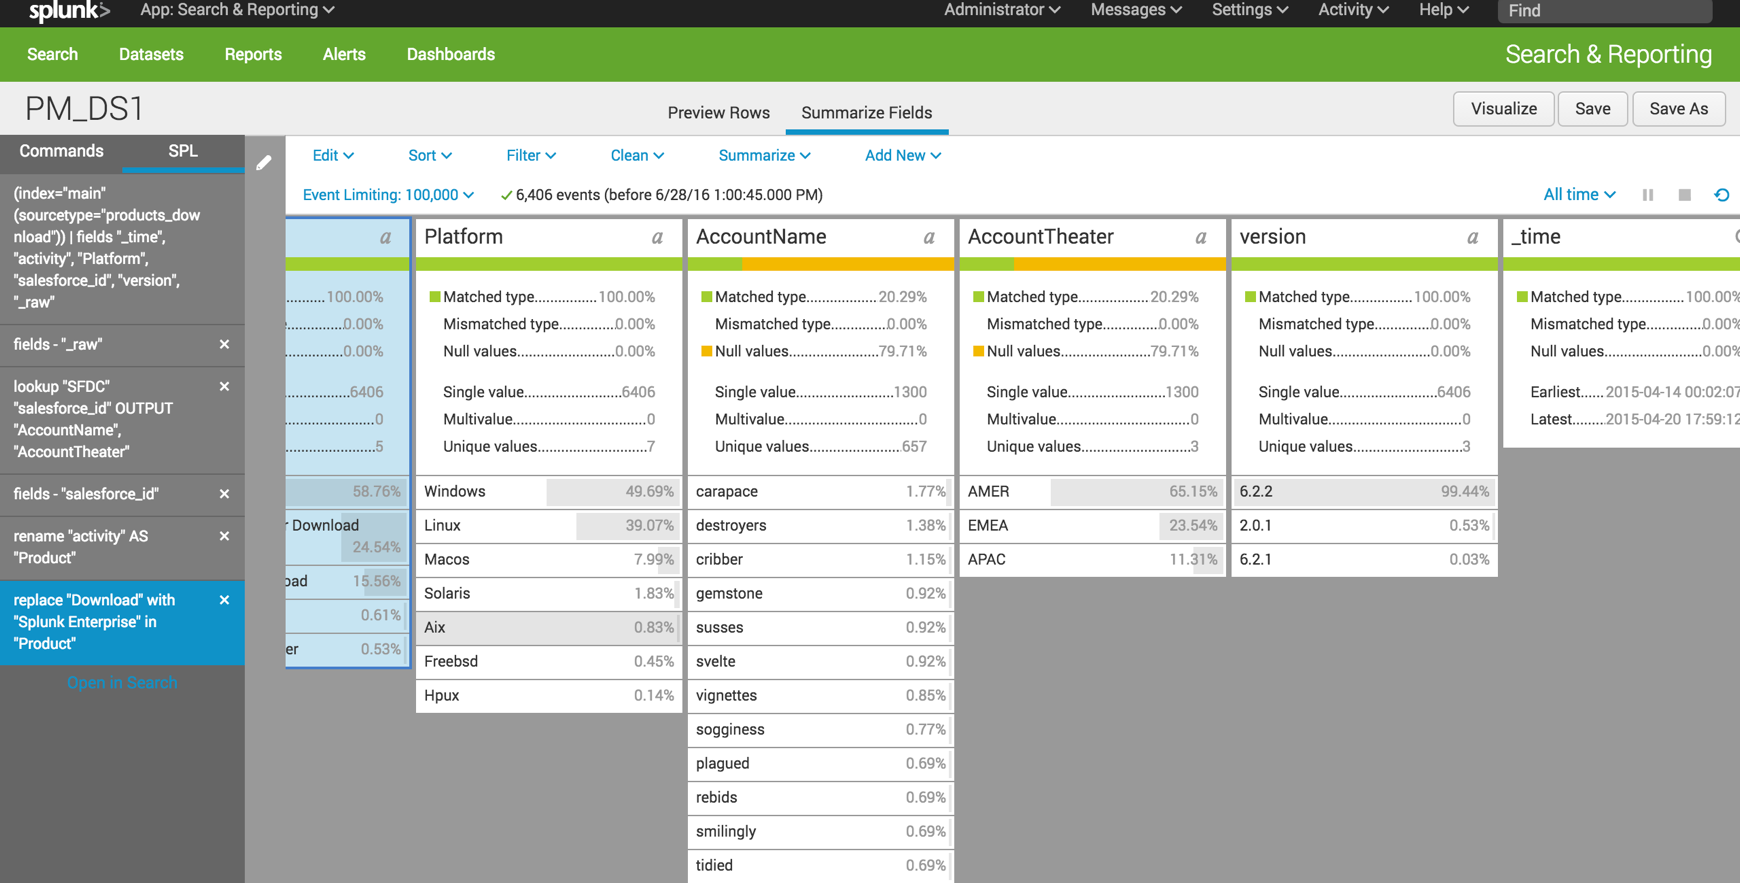 splunk> App: Search & Reporting Administrator Messages Settings Activity Help Find
Search Datasets Reports Alerts Dashboards Search & Reporting
PM_DS1 Preview Rows Summarize Fields Visualize Save Save As
Commands SPL
(index="main"
(sourcetype="products_dow
nload")) | fields "_time",
"activity", "Platform",
"salesforce_id", "version",
"_raw"
fields - "_raw"
lookup "SFDC"
"salesforce_id" OUTPUT
"AccountName",
"AccountTheater"
fields - "salesforce_id"
rename "activity" AS
"Product"
replace "Download" with
"Splunk Enterprise" in
"Product"
Open in Search
Edit Sort Filter Clean Summarize Add New
Event Limiting: 100,000 6,406 events (before 6/28/16 1:00:45.000 PM) All time
a
100.00%
0.00%
0.00%
6406
0
5
58.76%
r Download
24.54%
oad 15.56%
0.61%
er 0.53%
Platform a
Matched type 100.00%
Mismatched type 0.00%
Null values 0.00%
Single value 6406
Multivalue 0
Unique values 7
Windows 49.69%
Linux 39.07%
Macos 7.99%
Solaris 1.83%
Aix 0.83%
Freebsd 0.45%
Hpux 0.14%
AccountName a
Matched type 20.29%
Mismatched type 0.00%
Null values 79.71%
Single value 1300
Multivalue 0
Unique values 657
carapace 1.77%
destroyers 1.38%
cribber 1.15%
gemstone 0.92%
susses 0.92%
svelte 0.92%
vignettes 0.85%
sogginess 0.77%
plagued 0.69%
rebids 0.69%
smilingly 0.69%
tidied 0.69%
AccountTheater a
Matched type 20.29%
Mismatched type 0.00%
Null values 79.71%
Single value 1300
Multivalue 0
Unique values 3
AMER 65.15%
EMEA 23.54%
APAC 11.31%
version a
Matched type 100.00%
Mismatched type 0.00%
Null values 0.00%
Single value 6406
Multivalue 0
Unique values 3
6.2.2 99.44%
2.0.1 0.53%
6.2.1 0.03%
_time
Matched type 100.00%
Mismatched type 0.00%
Null values 0.00%
Earliest 2015-04-14 00:02:07
Latest 2015-04-20 17:59:12